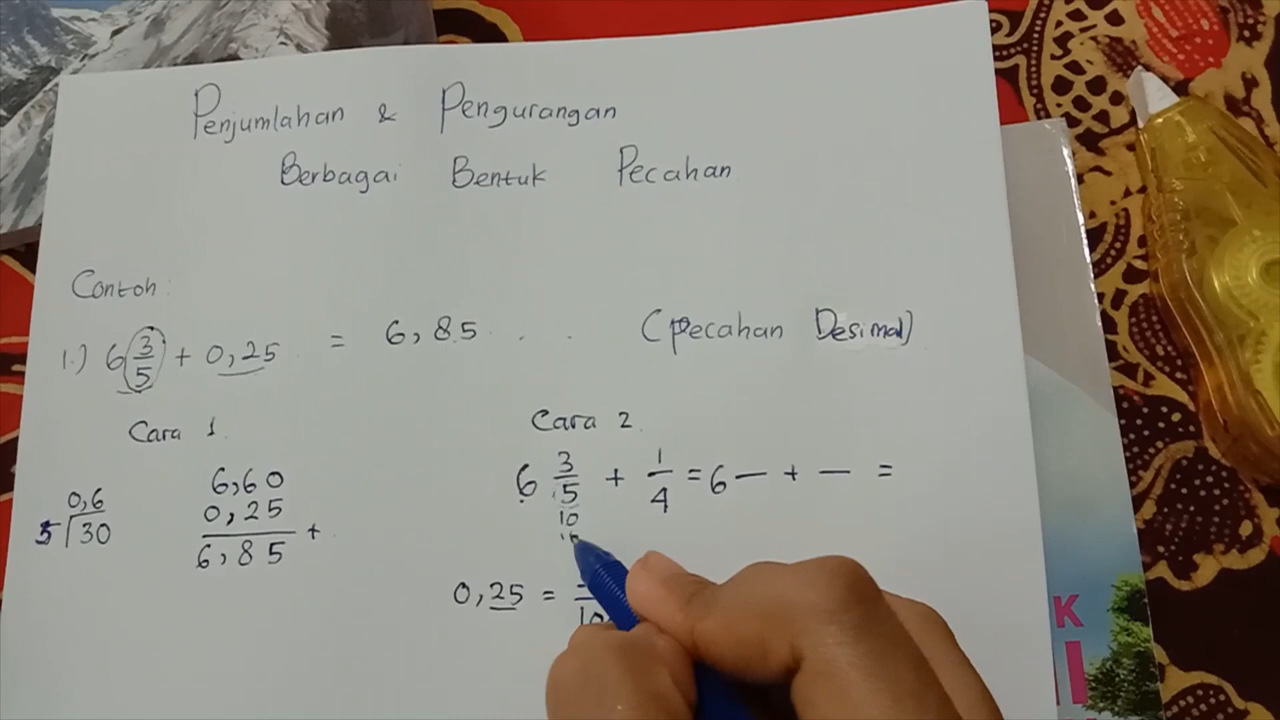 Penjumlahan & Pengurangan
Berbagai Bentuk Pecahan
Contoh:
1.) 6 3/5 + 0,25 = 6,85 . . (pecahan Desimal)
Cara 1.
0,6
5 30
6,60
0,25
6,85 +
Cara 2.
6 3/5 + 1/4 = 6 — + — =
10
0,25 =
10
K